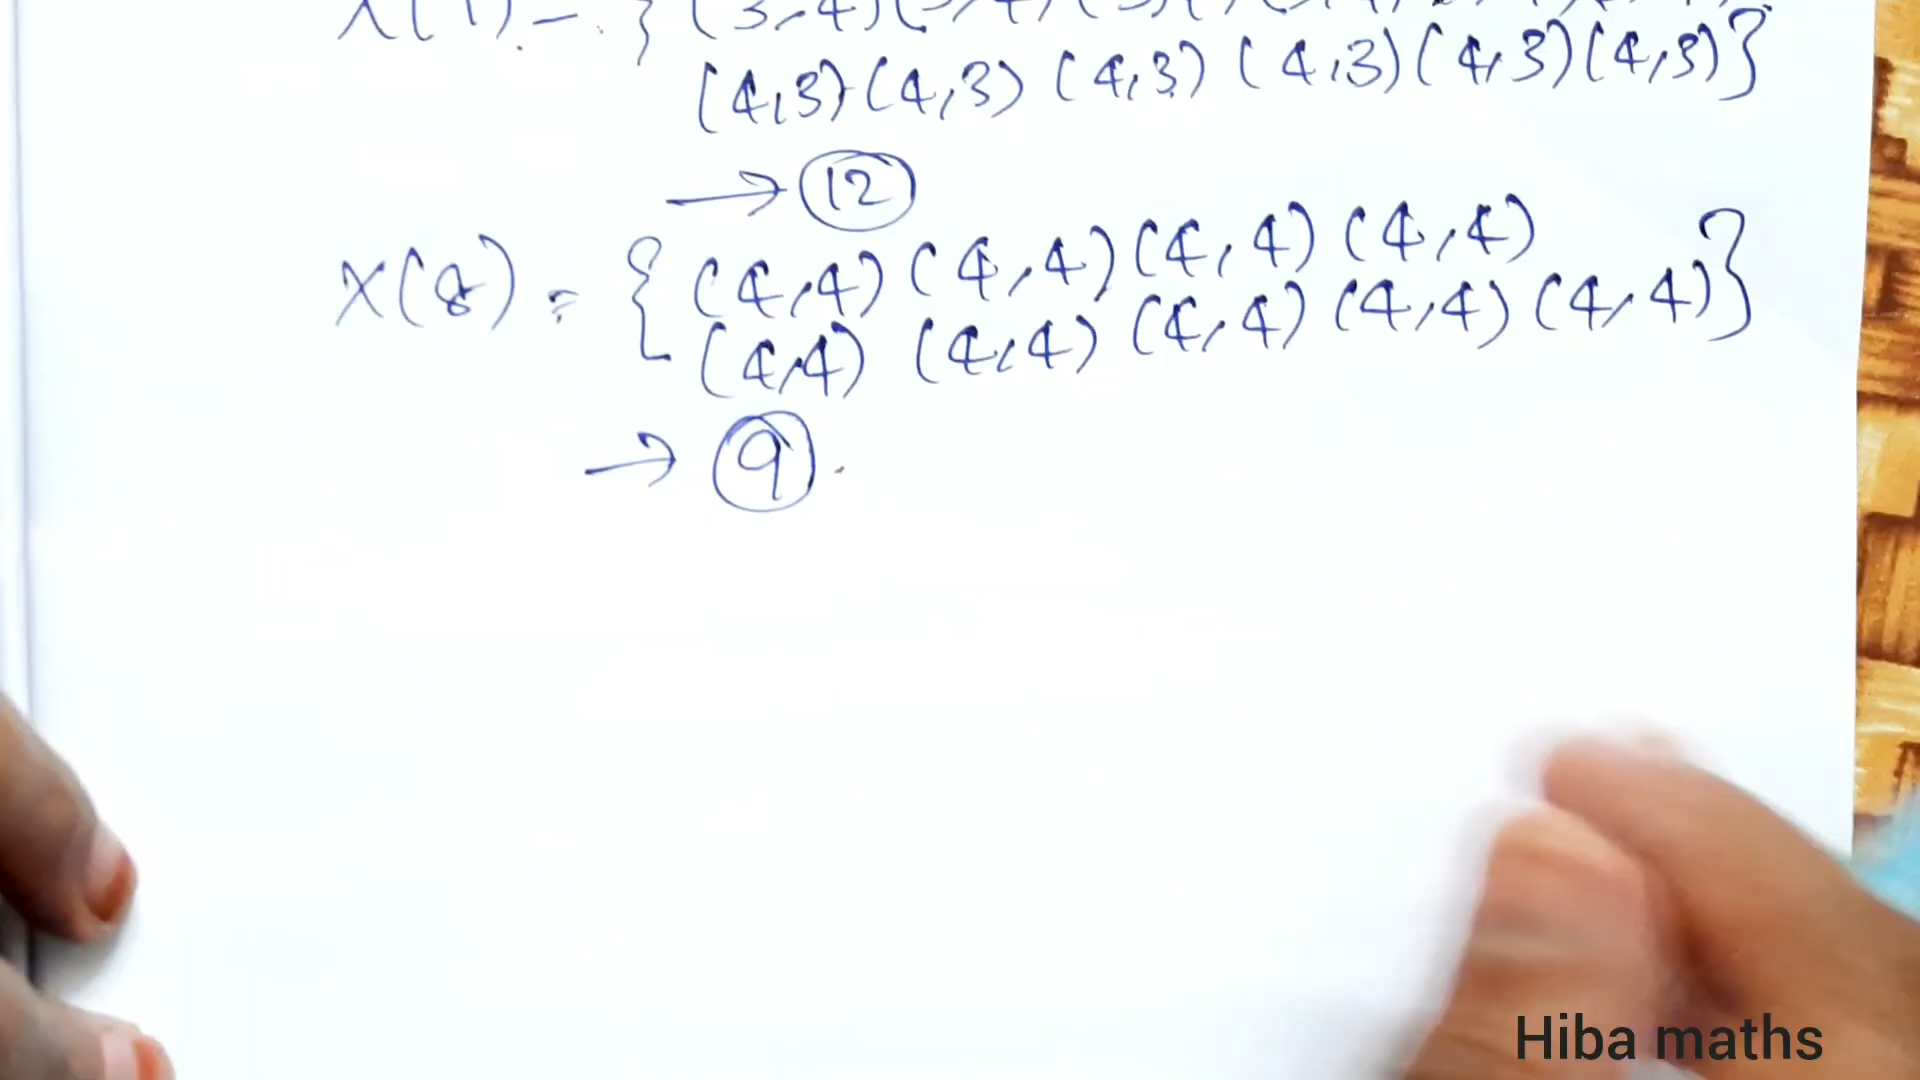 (4,3)(4,3)(4,3)(4,3)(4,3)(4,3)}
→ 12
X(8) = {(4,4)(4,4)(4,4)(4,4)
(4,4)(4,4)(4,4)(4,4)(4,4)}
→ 9.
Hiba maths